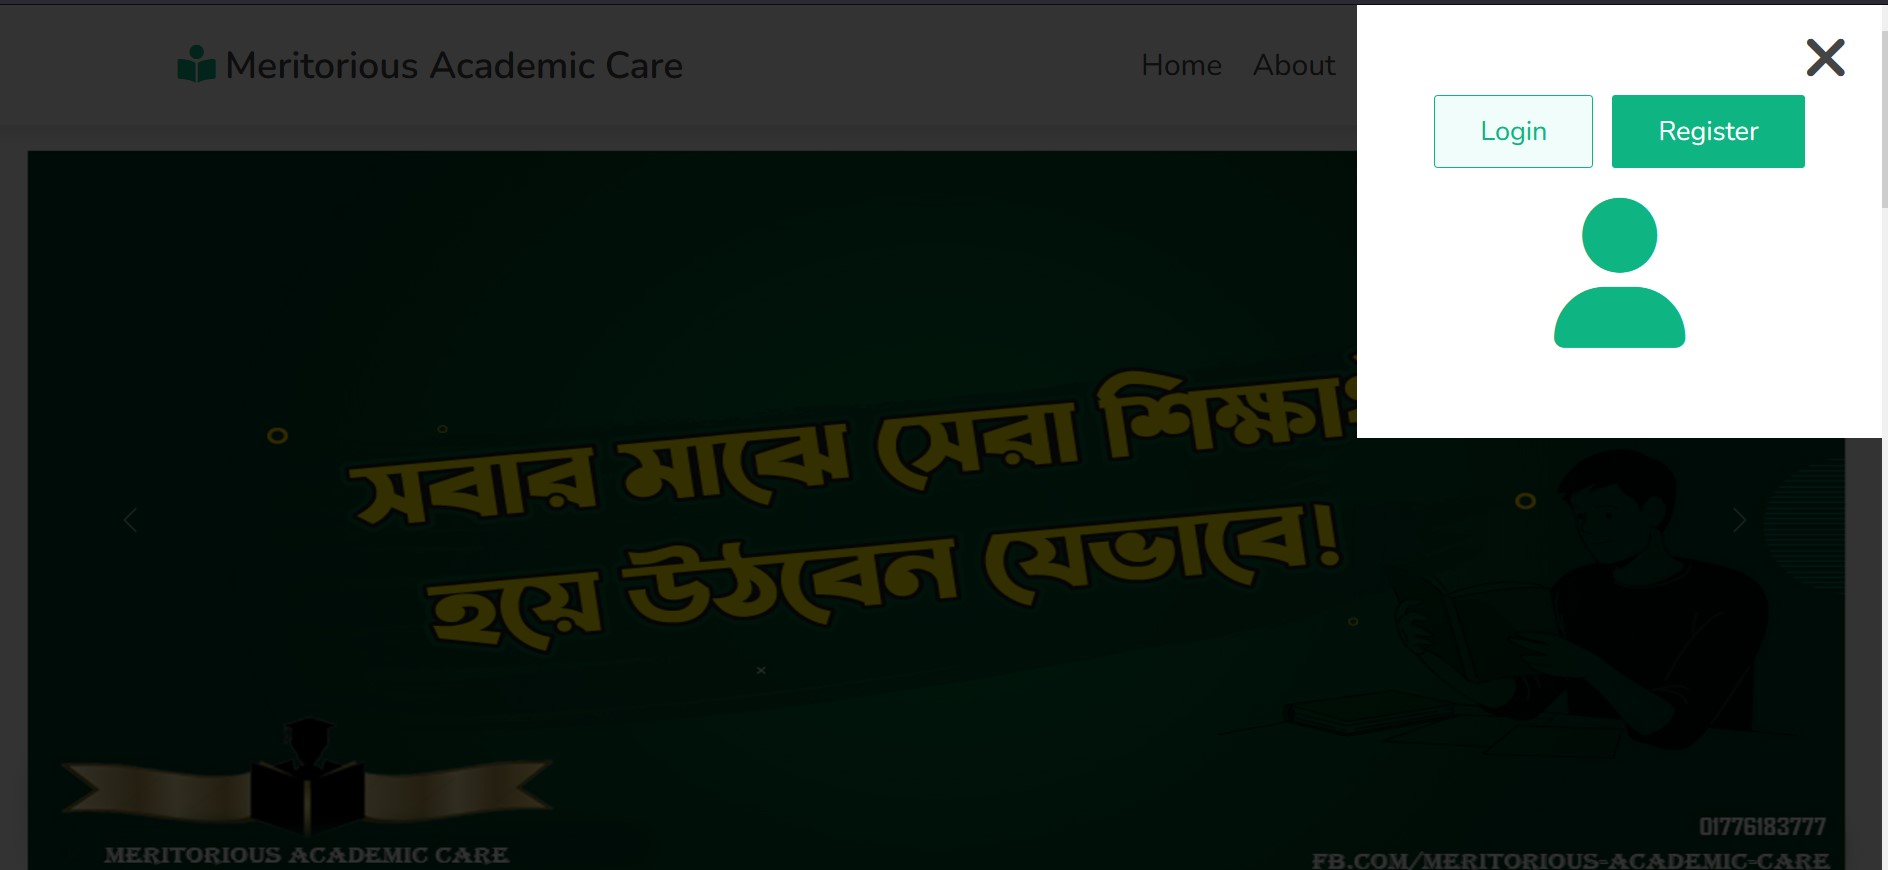 Meritorious Academic Care
Home About
Login Register
সবার মাঝে সেরা
হয়ে উঠবেন যেভাবে!
MERITORIOUS ACADEMIC CARE
01776183777
FB.COM/MERITORIOUS-ACADEMIC-CARE